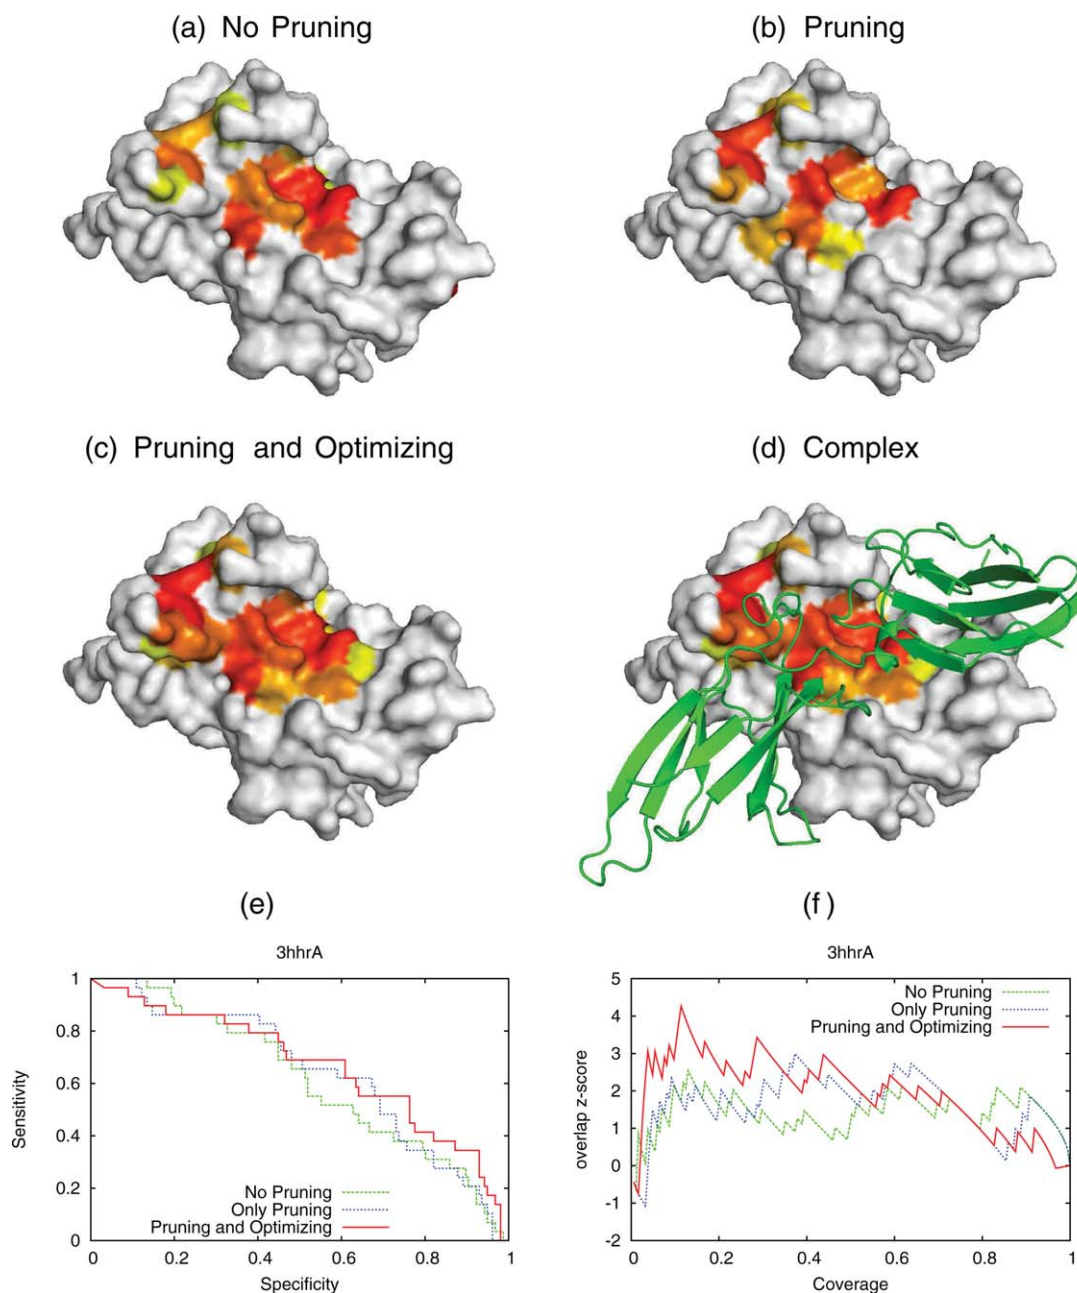 (a) No Pruning
(b) Pruning
(c) Pruning and Optimizing
(d) Complex
(e)
3hhrA
Sensitivity
1
0.8
0.6
0.4
0.2
0
No Pruning
Only Pruning
Pruning and Optimizing
0 0.2 0.4 0.6 0.8 1
Specificity
(f)
3hhrA
overlap z-score
5
4
3
2
1
0
-1
-2
No Pruning
Only Pruning
Pruning and Optimizing
0 0.2 0.4 0.6 0.8 1
Coverage